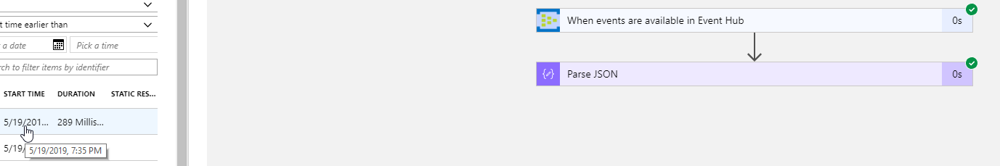 t time earlier than
a date
Pick a time
rch to filter items by identifier
START TIME DURATION STATIC RES...
5/19/201... 289 Millis...
5/19/
5/19/2019, 7:35 PM
When events are available in Event Hub 0s
Parse JSON 0s